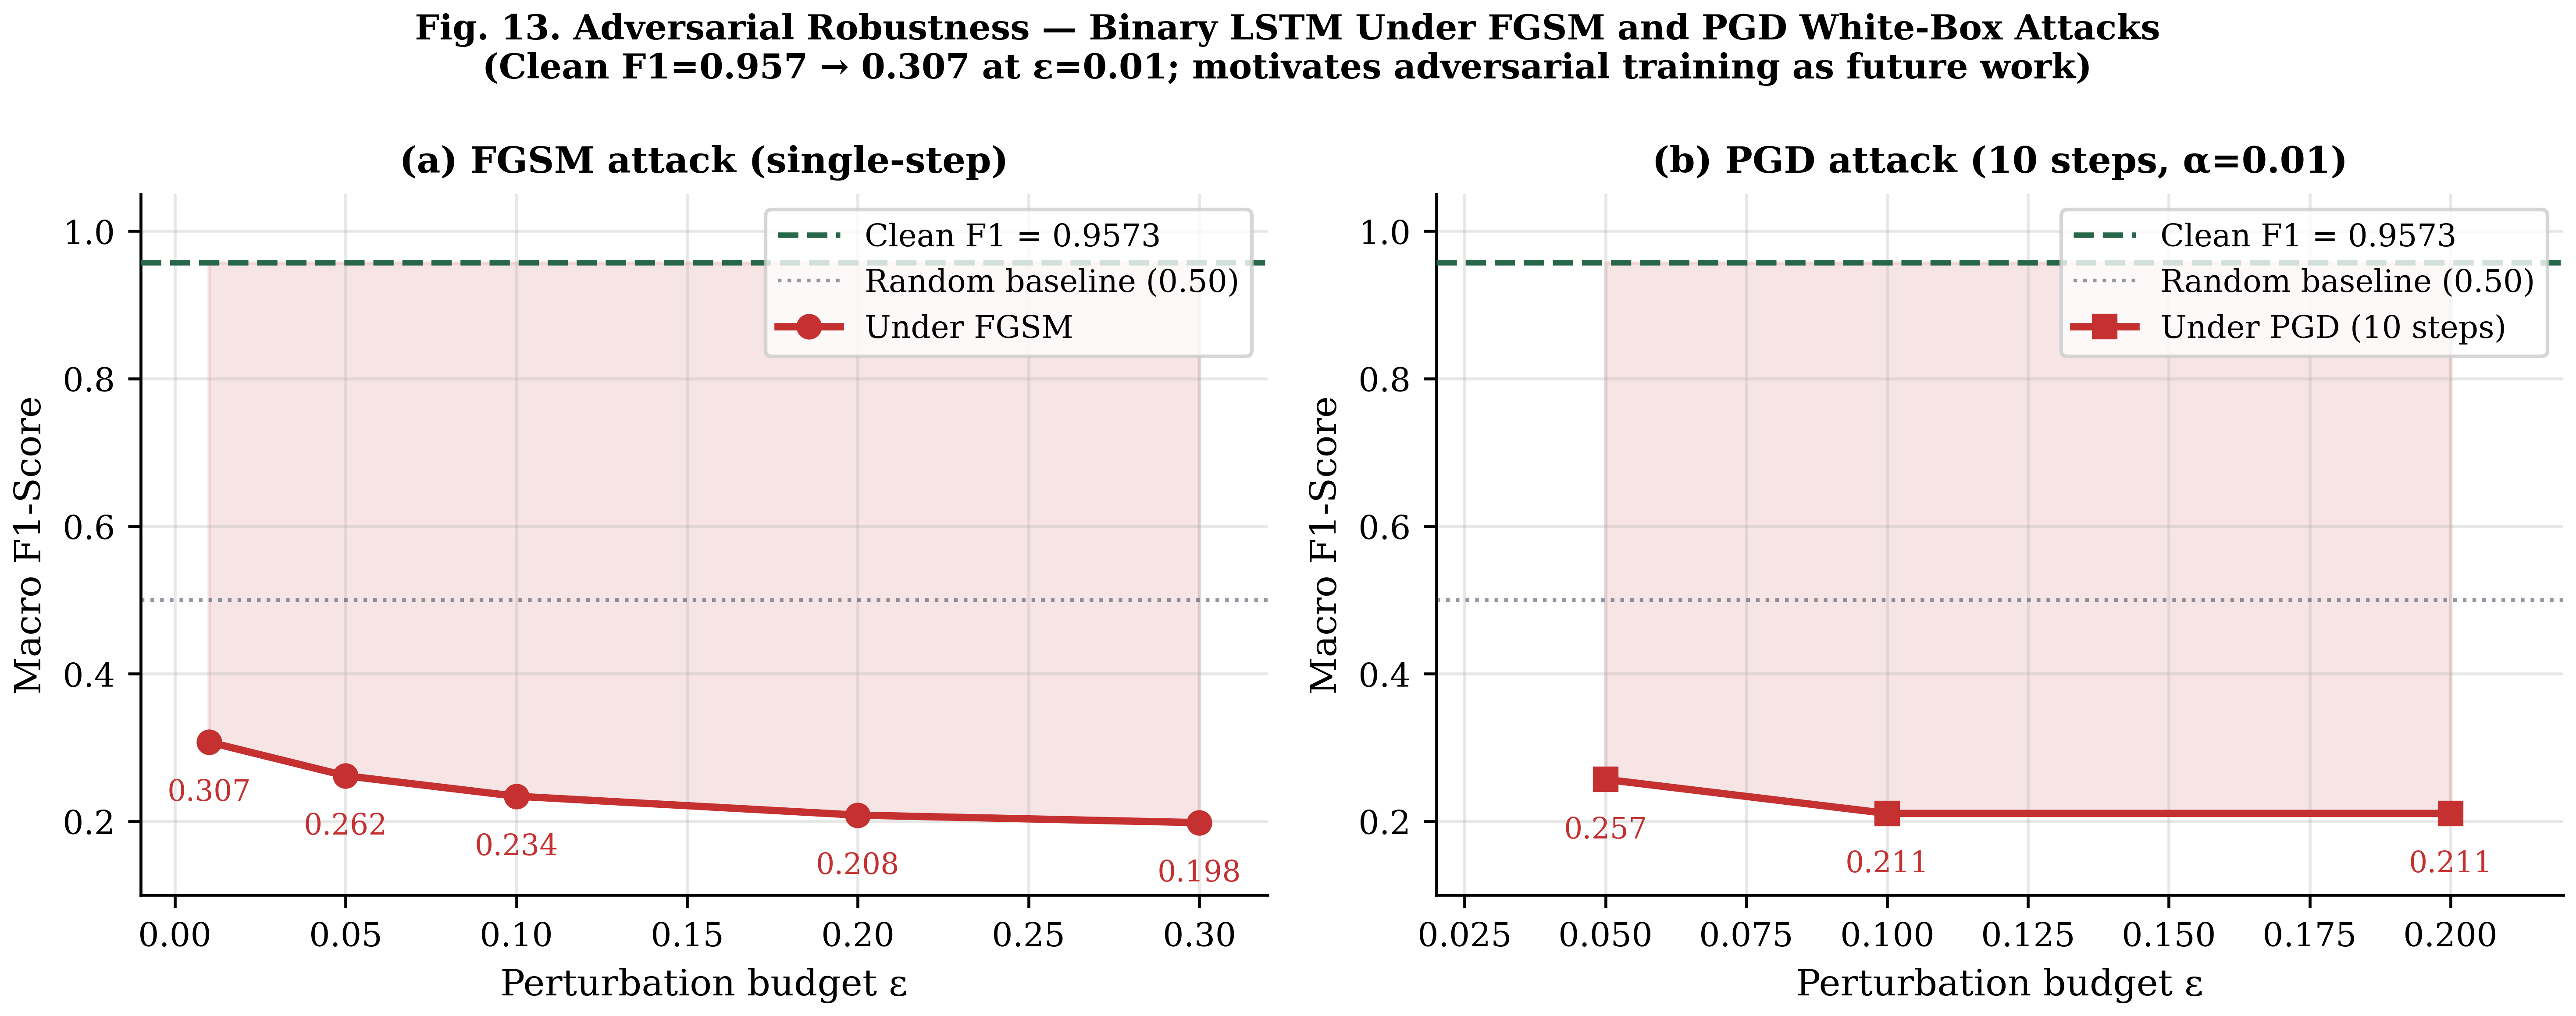 Fig. 13. Adversarial Robustness — Binary LSTM Under FGSM and PGD White-Box Attacks
(Clean F1=0.957 → 0.307 at ε=0.01; motivates adversarial training as future work)
(a) FGSM attack (single-step)
Macro F1-Score
1.0
0.8
0.6
0.4
0.2
Clean F1 = 0.9573
Random baseline (0.50)
Under FGSM
0.307
0.262
0.234
0.208
0.198
0.00 0.05 0.10 0.15 0.20 0.25 0.30
Perturbation budget ε
(b) PGD attack (10 steps, α=0.01)
Macro F1-Score
1.0
0.8
0.6
0.4
0.2
Clean F1 = 0.9573
Random baseline (0.50)
Under PGD (10 steps)
0.257
0.211
0.211
0.025 0.050 0.075 0.100 0.125 0.150 0.175 0.200
Perturbation budget ε